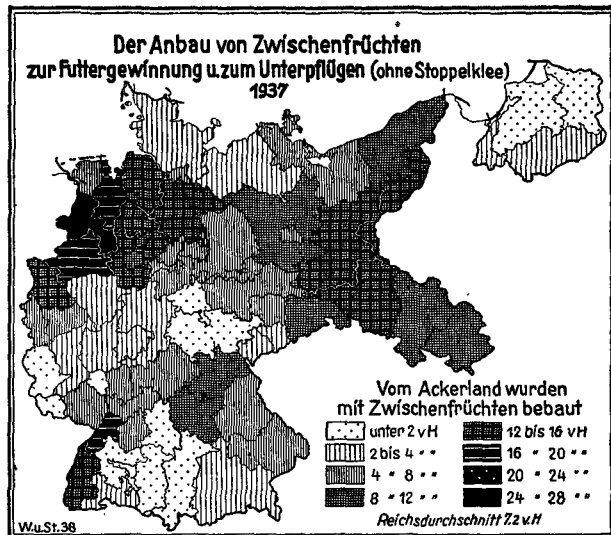 Der Anbau von Zwischenfrüchten
zur Futtergewinnung u.zum Unterpflügen (ohne Stoppelklee)
1937
Vom Ackerland wurden
mit Zwischenfrüchten bebaut
unter 2 vH
2 bis 4 " "
4 " 8 " "
8 " 12 " "
12 bis 16 vH
16 " 20 " "
20 " 24 " "
24 " 28 " "
Reichsdurchschnitt 7.2 v.H
W.u.St.38